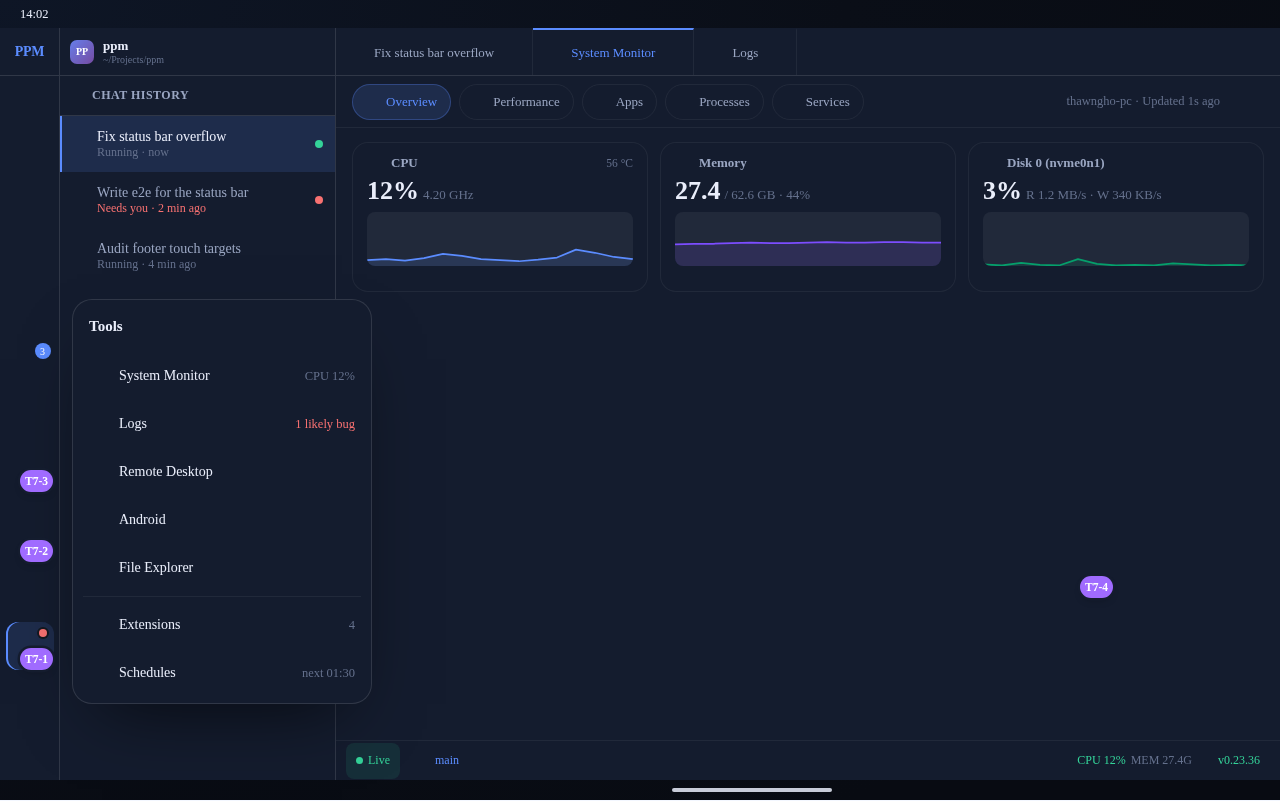 14:02
PPM
PP
ppm
~/Projects/ppm
Fix status bar overflow
System Monitor
Logs
CHAT HISTORY
Fix status bar overflow
Running · now
Write e2e for the status bar
Needs you · 2 min ago
Audit footer touch targets
Running · 4 min ago
Overview
Performance
Apps
Processes
Services
thawngho-pc · Updated 1s ago
CPU
56 °C
12% 4.20 GHz
Memory
27.4 / 62.6 GB · 44%
Disk 0 (nvme0n1)
3% R 1.2 MB/s · W 340 KB/s
3
T7-3
T7-2
T7-1
Tools
System Monitor
CPU 12%
Logs
1 likely bug
Remote Desktop
Android
File Explorer
Extensions
4
Schedules
next 01:30
T7-4
Live
main
CPU 12% MEM 27.4G
v0.23.36